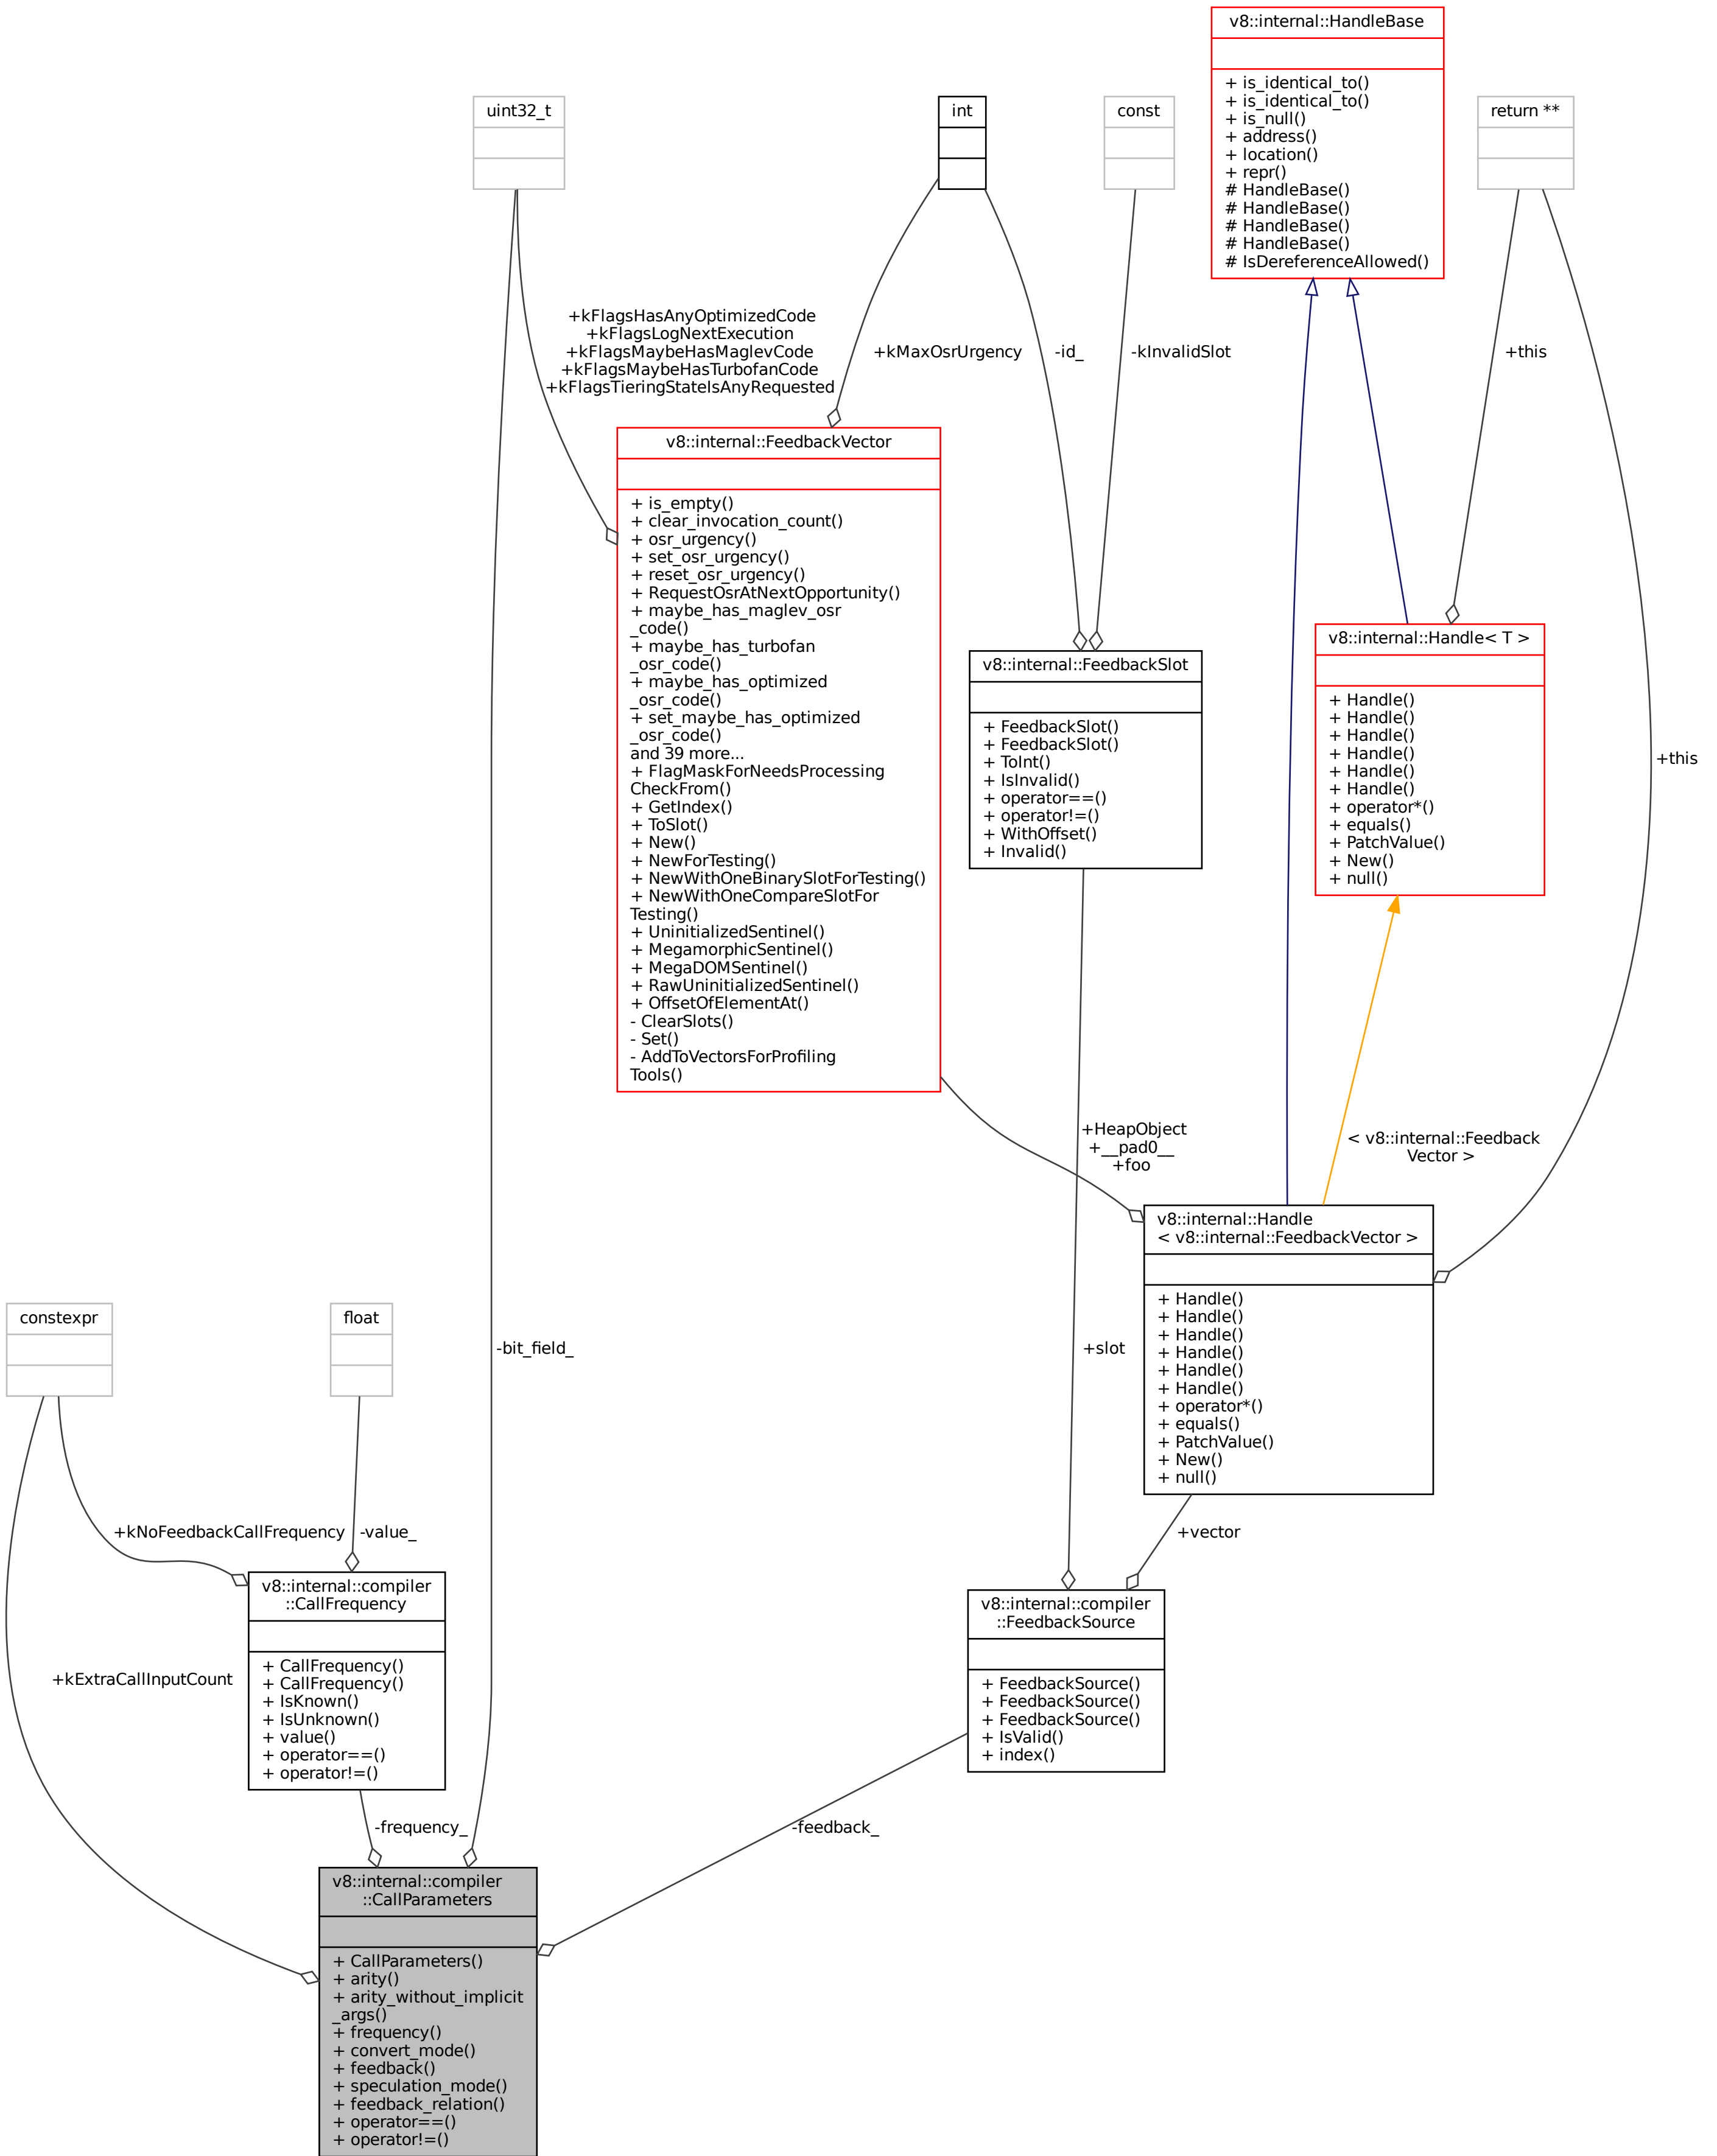 v8::internal::HandleBase
+ is_identical_to()
+ is_identical_to()
+ is_null()
+ address()
+ location()
+ repr()
# HandleBase()
# HandleBase()
# HandleBase()
# HandleBase()
# IsDereferenceAllowed()
uint32_t
int
const
return **
+kFlagsHasAnyOptimizedCode
+kFlagsLogNextExecution
+kFlagsMaybeHasMaglevCode
+kFlagsMaybeHasTurbofanCode
+kFlagsTieringStateIsAnyRequested
+kMaxOsrUrgency
-id_
-kInvalidSlot
+this
v8::internal::FeedbackVector
+ is_empty()
+ clear_invocation_count()
+ osr_urgency()
+ set_osr_urgency()
+ reset_osr_urgency()
+ RequestOsrAtNextOpportunity()
+ maybe_has_maglev_osr
_code()
+ maybe_has_turbofan
_osr_code()
+ maybe_has_optimized
_osr_code()
+ set_maybe_has_optimized
_osr_code()
and 39 more...
+ FlagMaskForNeedsProcessing
CheckFrom()
+ GetIndex()
+ ToSlot()
+ New()
+ NewForTesting()
+ NewWithOneBinarySlotForTesting()
+ NewWithOneCompareSlotFor
Testing()
+ UninitializedSentinel()
+ MegamorphicSentinel()
+ MegaDOMSentinel()
+ RawUninitializedSentinel()
+ OffsetOfElementAt()
- ClearSlots()
- Set()
- AddToVectorsForProfiling
Tools()
v8::internal::FeedbackSlot
+ FeedbackSlot()
+ FeedbackSlot()
+ ToInt()
+ IsInvalid()
+ operator==()
+ operator!=()
+ WithOffset()
+ Invalid()
v8::internal::Handle< T >
+ Handle()
+ Handle()
+ Handle()
+ Handle()
+ Handle()
+ Handle()
+ operator*()
+ equals()
+ PatchValue()
+ New()
+ null()
+this
+HeapObject
+__pad0__
+foo
< v8::internal::Feedback
Vector >
v8::internal::Handle
< v8::internal::FeedbackVector >
+ Handle()
+ Handle()
+ Handle()
+ Handle()
+ Handle()
+ Handle()
+ operator*()
+ equals()
+ PatchValue()
+ New()
+ null()
constexpr
float
-bit_field_
+slot
+kNoFeedbackCallFrequency
-value_
+vector
v8::internal::compiler
::CallFrequency
+ CallFrequency()
+ CallFrequency()
+ IsKnown()
+ IsUnknown()
+ value()
+ operator==()
+ operator!=()
v8::internal::compiler
::FeedbackSource
+ FeedbackSource()
+ FeedbackSource()
+ FeedbackSource()
+ IsValid()
+ index()
+kExtraCallInputCount
-frequency_
-feedback_
v8::internal::compiler
::CallParameters
+ CallParameters()
+ arity()
+ arity_without_implicit
_args()
+ frequency()
+ convert_mode()
+ feedback()
+ speculation_mode()
+ feedback_relation()
+ operator==()
+ operator!=()